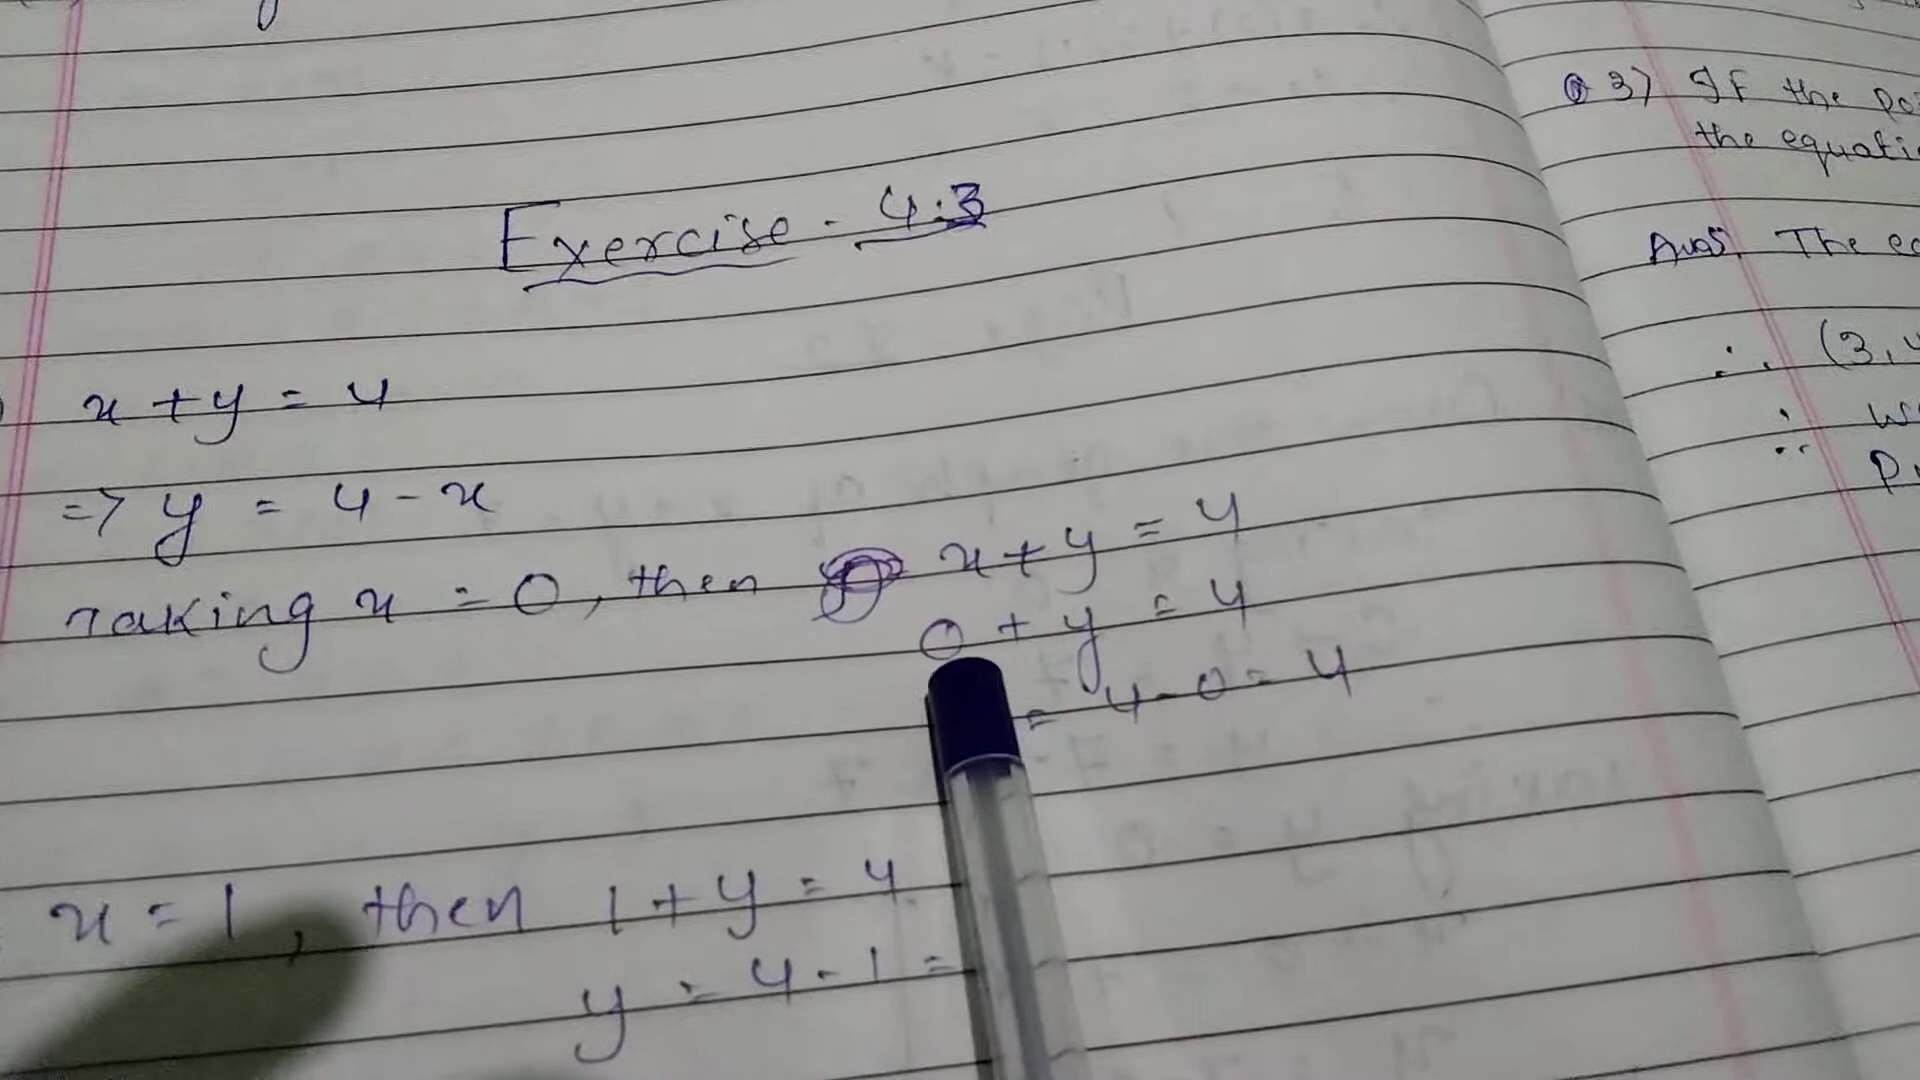 Exercise - 4.3
x + y = 4
=> y = 4 - x
Taking x = 0, then x + y = 4
0 + y = 4
= 4 - 0 = 4
x = 1, then 1 + y = 4
y = 4 - 1 =
Q 3) If the
the
Ans. The
∴ (3,
∵